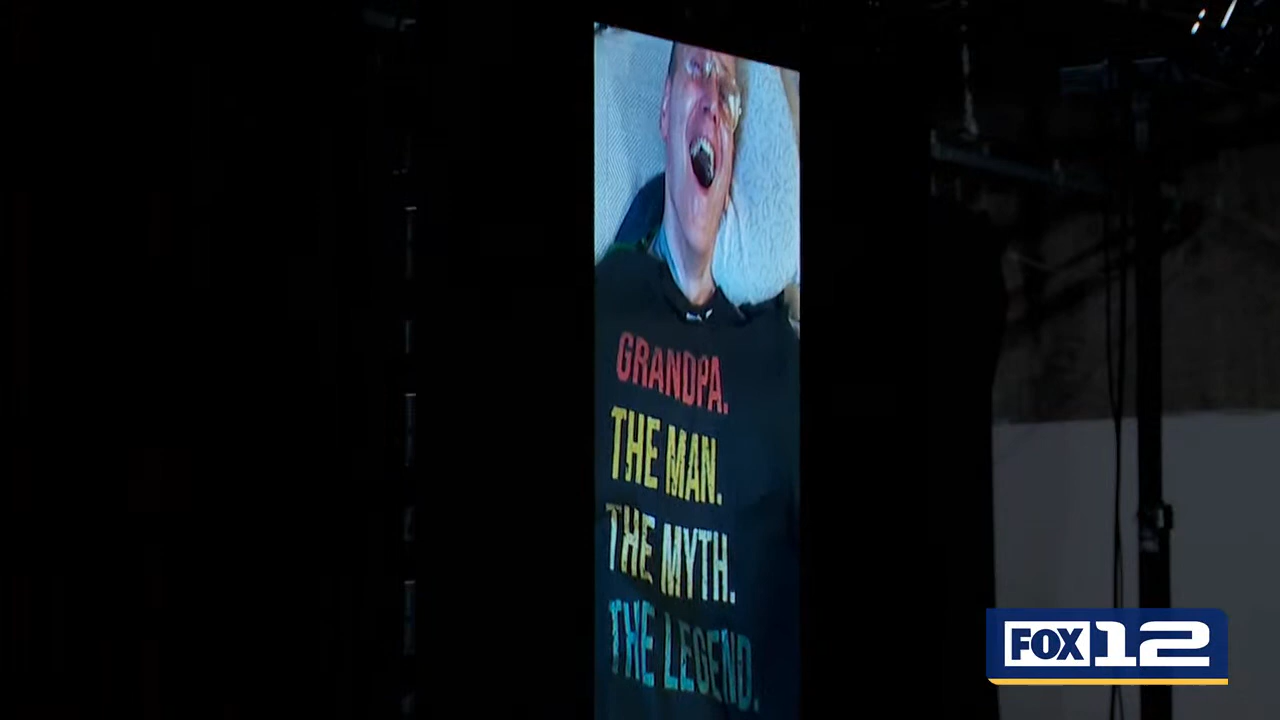 GRANDPA.
THE MAN.
THE MYTH.
THE LEGEND.
FOX 12